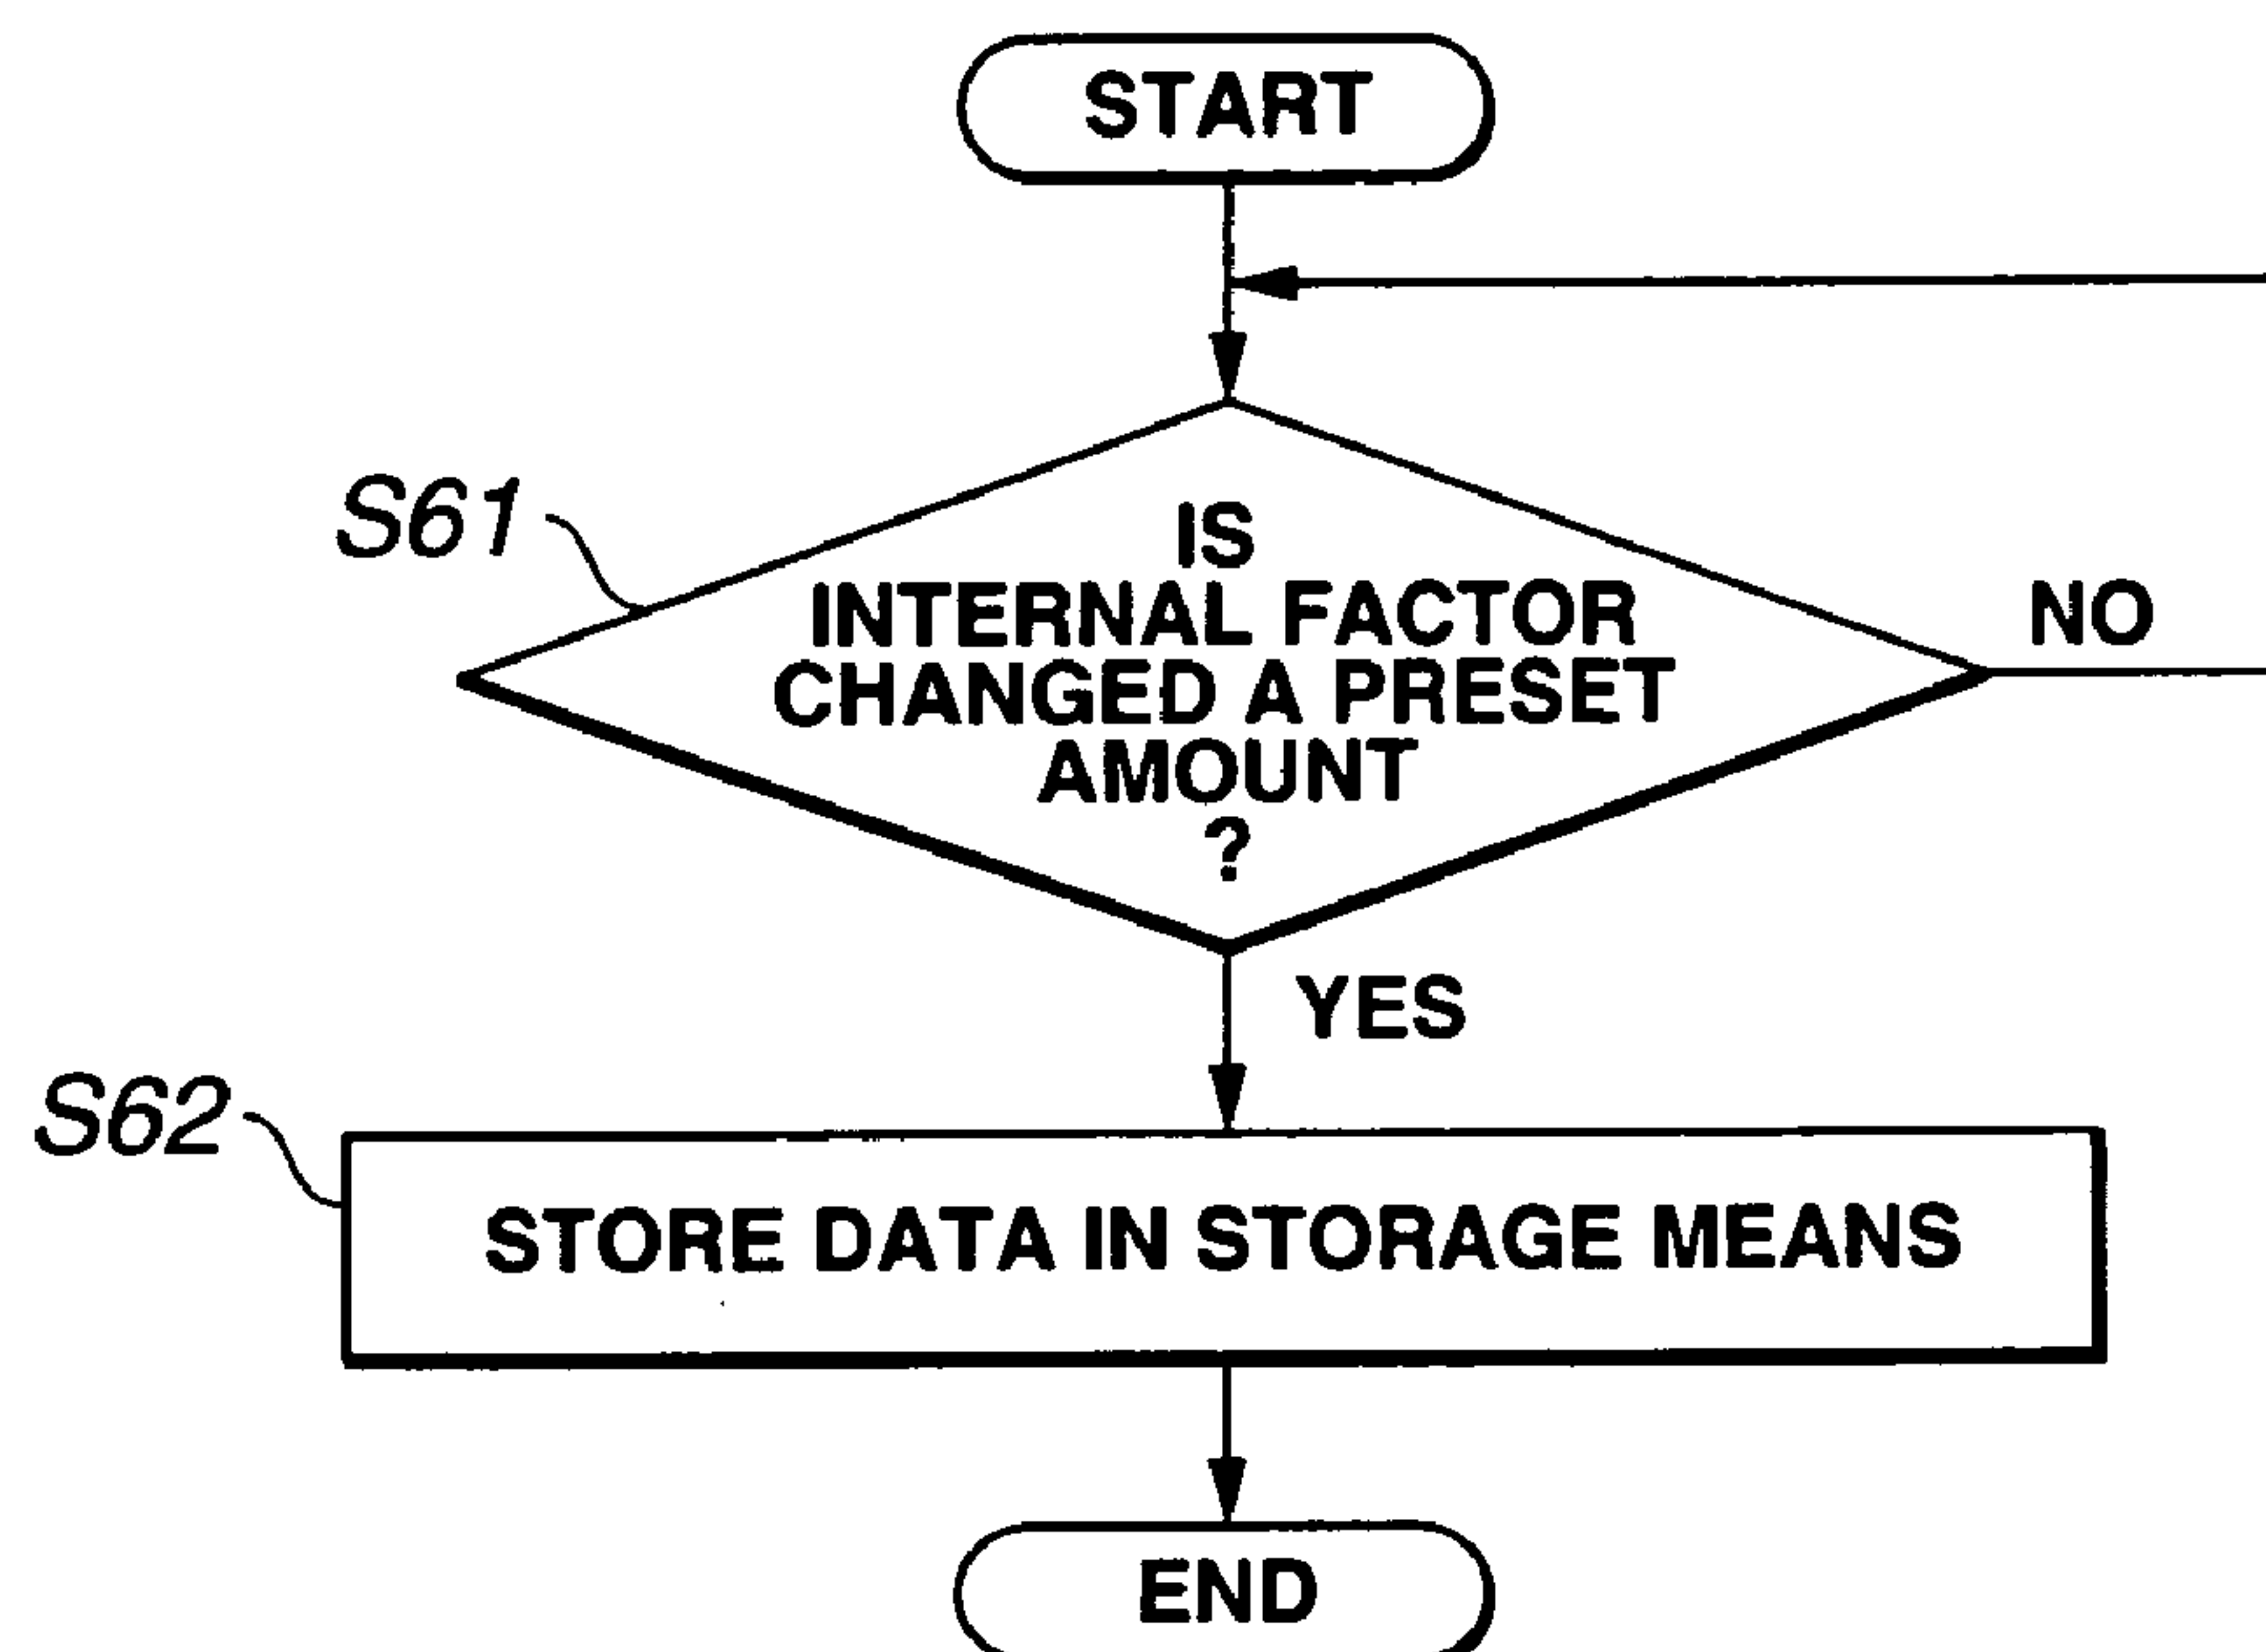 START
S61
IS
INTERNAL FACTOR
CHANGED A PRESET
AMOUNT
?
NO
YES
S62
STORE DATA IN STORAGE MEANS
END